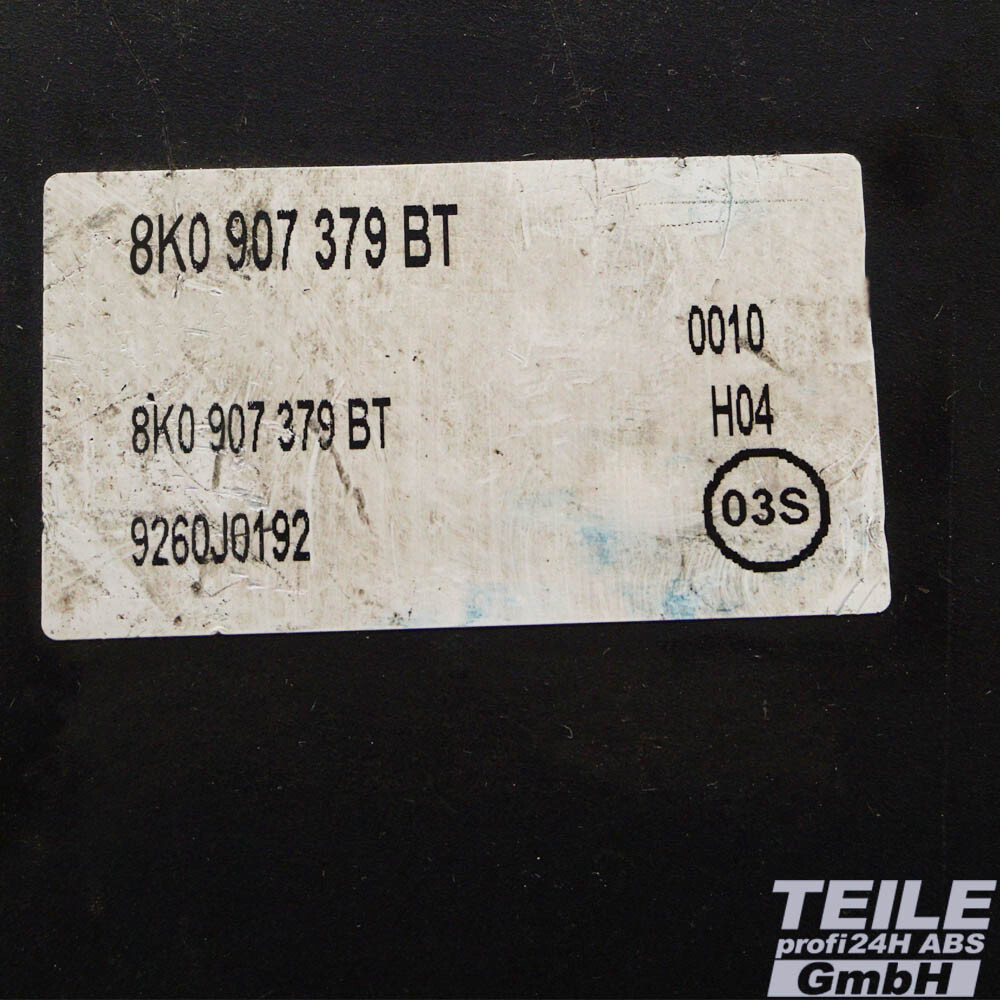 8K0 907 379 BT
0010
8K0 907 379 BT
H04
03S
9260J0192
TEILE
profi24H ABS
GmbH